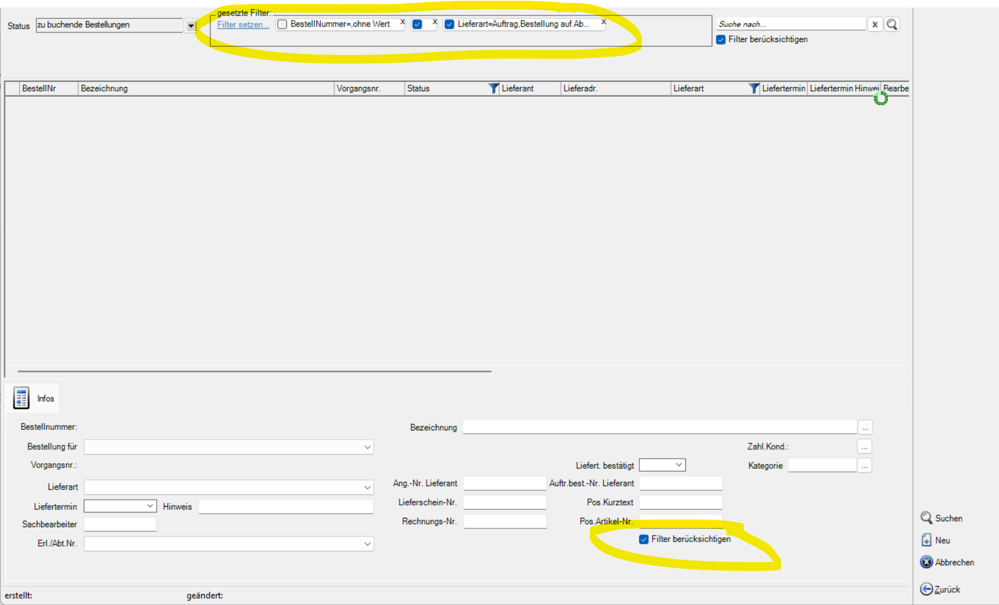 gesetzte Filter:
Status zu buchende Bestellungen Filter setzen... BestellNummer=,ohne Wert x x Lieferart=Auftrag,Bestellung auf Ab... x Suche nach... x
Filter berücksichtigen
BestellNr Bezeichnung Vorgangsnr. Status Lieferant Lieferadr. Lieferart Liefertermin Liefertermin Hinwei Bearbe
Infos
Bestellnummer: Bezeichnung ...
Bestellung für Zahl.Kond.: ...
Vorgangsnr.: Liefert. bestätigt Kategorie ...
Lieferart Ang.-Nr. Lieferant Auftr.best.-Nr. Lieferant
Liefertermin Hinweis Lieferschein-Nr. Pos.Kurztext
Sachbearbeiter Rechnungs-Nr. Pos.Artikel-Nr.
Erl./Abt.Nr. Filter berücksichtigen
Suchen
Neu
Abbrechen
Zurück
erstellt: geändert: